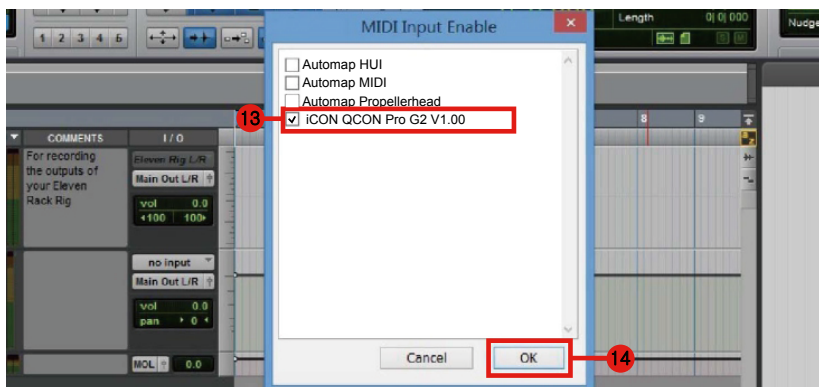 MIDI Input Enable
Length 0| 0| 000
Nudge
1 2 3 4 5
Automap HUI
Automap MIDI
Automap Propellerhead
13
iCON QCON Pro G2 V1.00
8 9
COMMENTS I / O
For recording
the outputs of
your Eleven
Rack Rig
Eleven Rig L/R
Main Out L/R
vol 0.0
100 100
no input
Main Out L/R
vol 0.0
pan 0
MOL 0.0
Cancel OK
14